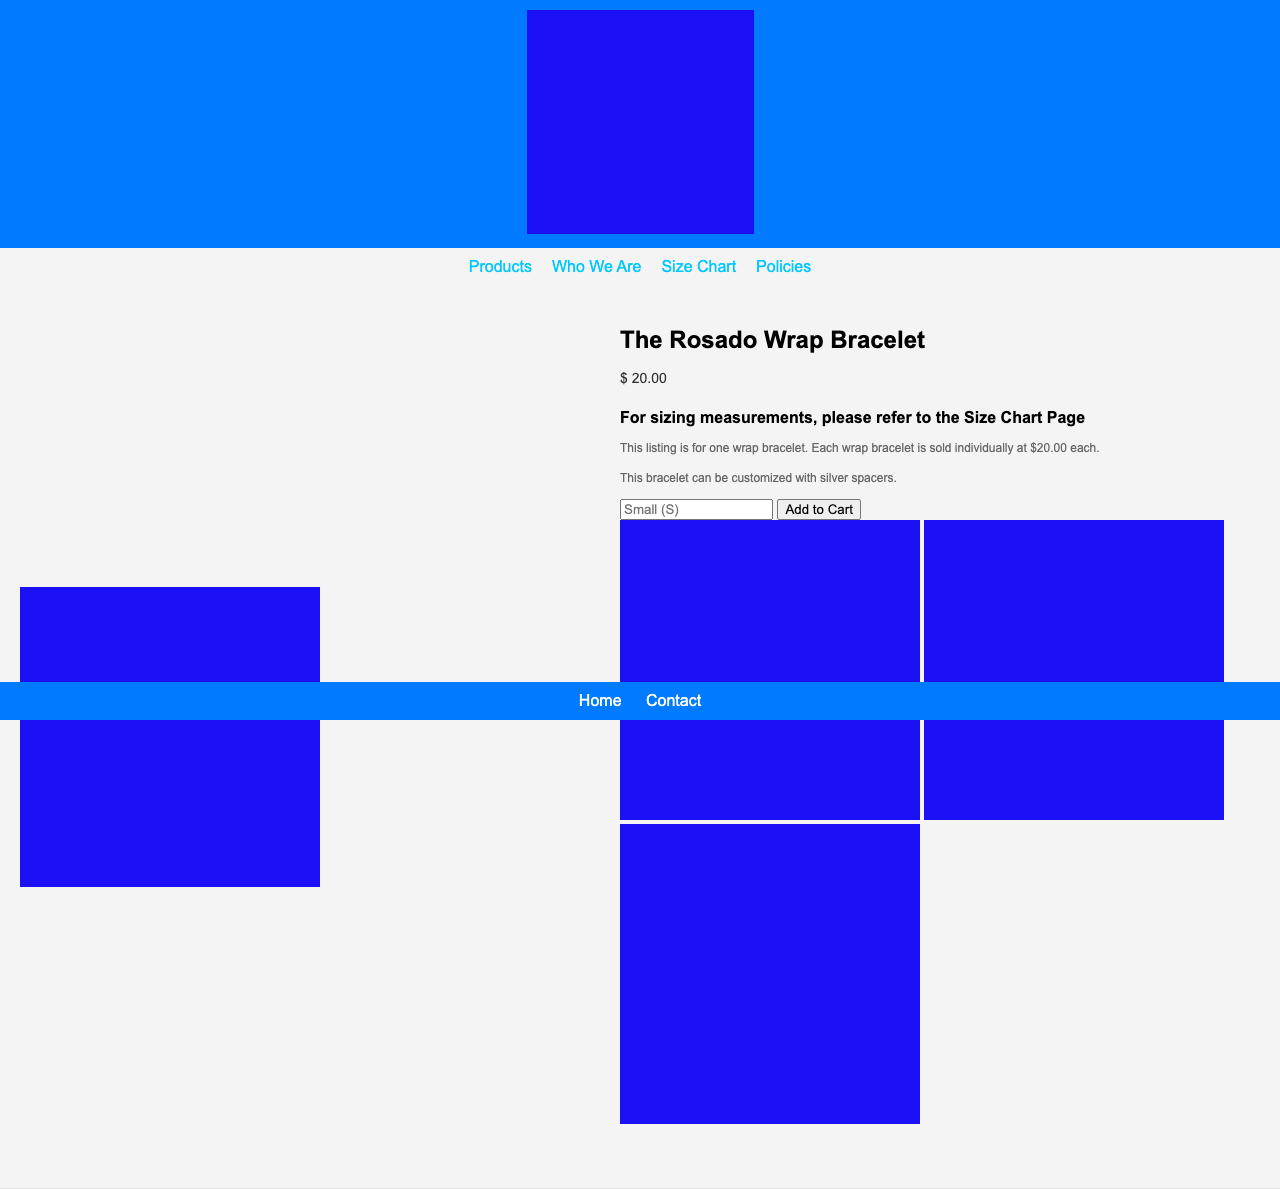 Products Who We Are Size Chart Policies
The Rosado Wrap Bracelet
$ 20.00
For sizing measurements, please refer to the Size Chart Page
This listing is for one wrap bracelet. Each wrap bracelet is sold individually at $20.00 each.
This bracelet can be customized with silver spacers.
Small (S) Add to Cart
Home Contact